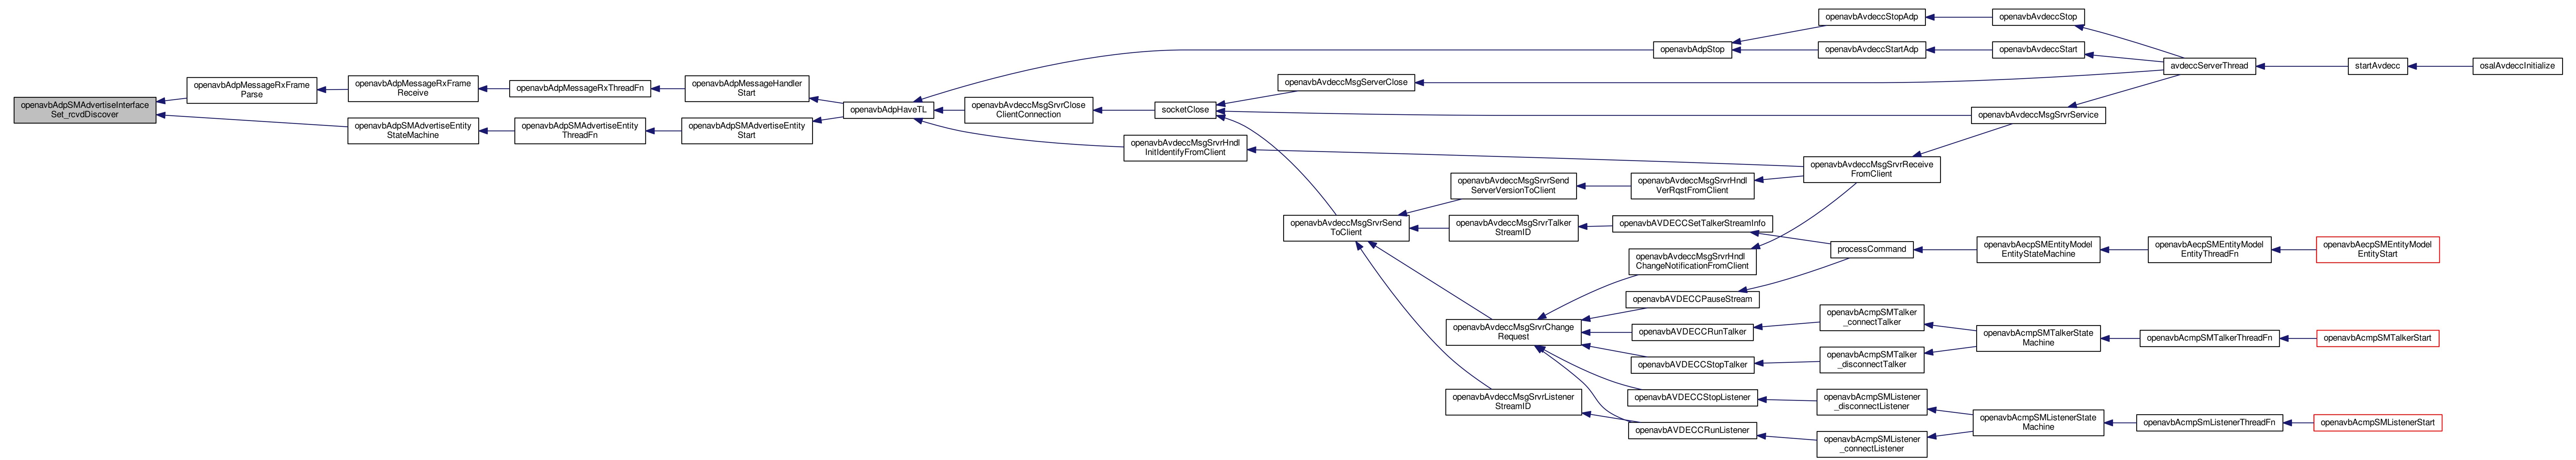 openavbAdpSMAdvertiseInterface
Set_rcvdDiscover
openavbAdpMessageRxFrame
Parse
openavbAdpMessageRxFrame
Receive
openavbAdpMessageRxThreadFn
openavbAdpMessageHandler
Start
openavbAdpSMAdvertiseEntity
StateMachine
openavbAdpSMAdvertiseEntity
ThreadFn
openavbAdpSMAdvertiseEntity
Start
openavbAdpHaveTL
openavbAdpStop
openavbAvdeccStopAdp
openavbAvdeccStop
openavbAvdeccStartAdp
openavbAvdeccStart
avdeccServerThread
startAvdecc
osalAvdeccInitialize
openavbAvdeccMsgSrvrClose
ClientConnection
socketClose
openavbAvdeccMsgServerClose
openavbAvdeccMsgSrvrService
openavbAvdeccMsgSrvrHndl
InitIdentifyFromClient
openavbAvdeccMsgSrvrReceive
FromClient
openavbAvdeccMsgSrvrSend
ToClient
openavbAvdeccMsgSrvrSend
ServerVersionToClient
openavbAvdeccMsgSrvrHndl
VerRqstFromClient
openavbAvdeccMsgSrvrTalker
StreamID
openavbAVDECCSetTalkerStreamInfo
processCommand
openavbAecpSMEntityModel
EntityStateMachine
openavbAecpSMEntityModel
EntityThreadFn
openavbAecpSMEntityModel
EntityStart
openavbAvdeccMsgSrvrHndl
ChangeNotificationFromClient
openavbAVDECCPauseStream
openavbAvdeccMsgSrvrChange
Request
openavbAVDECCRunTalker
openavbAcmpSMTalker
_connectTalker
openavbAVDECCStopTalker
openavbAcmpSMTalker
_disconnectTalker
openavbAcmpSMTalkerState
Machine
openavbAcmpSMTalkerThreadFn
openavbAcmpSMTalkerStart
openavbAVDECCStopListener
openavbAcmpSMListener
_disconnectListener
openavbAvdeccMsgSrvrListener
StreamID
openavbAVDECCRunListener
openavbAcmpSMListener
_connectListener
openavbAcmpSMListenerState
Machine
openavbAcmpSmListenerThreadFn
openavbAcmpSMListenerStart